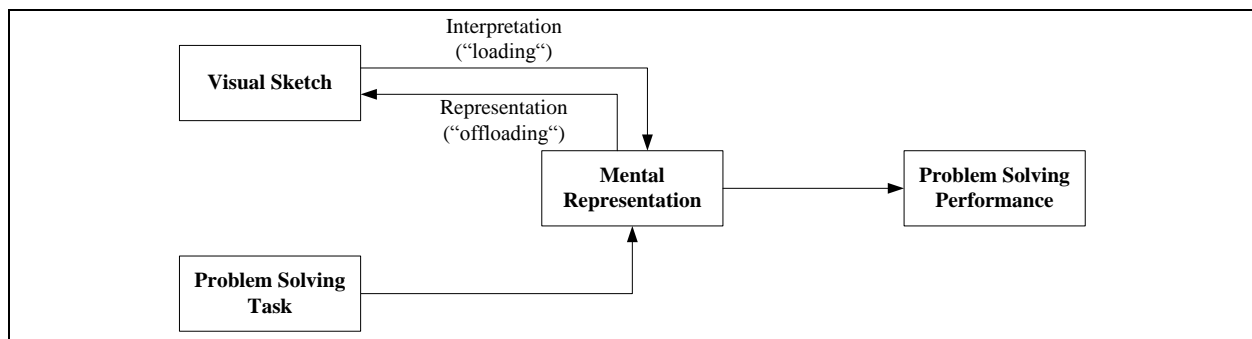 Interpretation
(“loading“)
Visual Sketch
Representation
(“offloading“)
Mental
Representation
Problem Solving
Performance
Problem Solving
Task